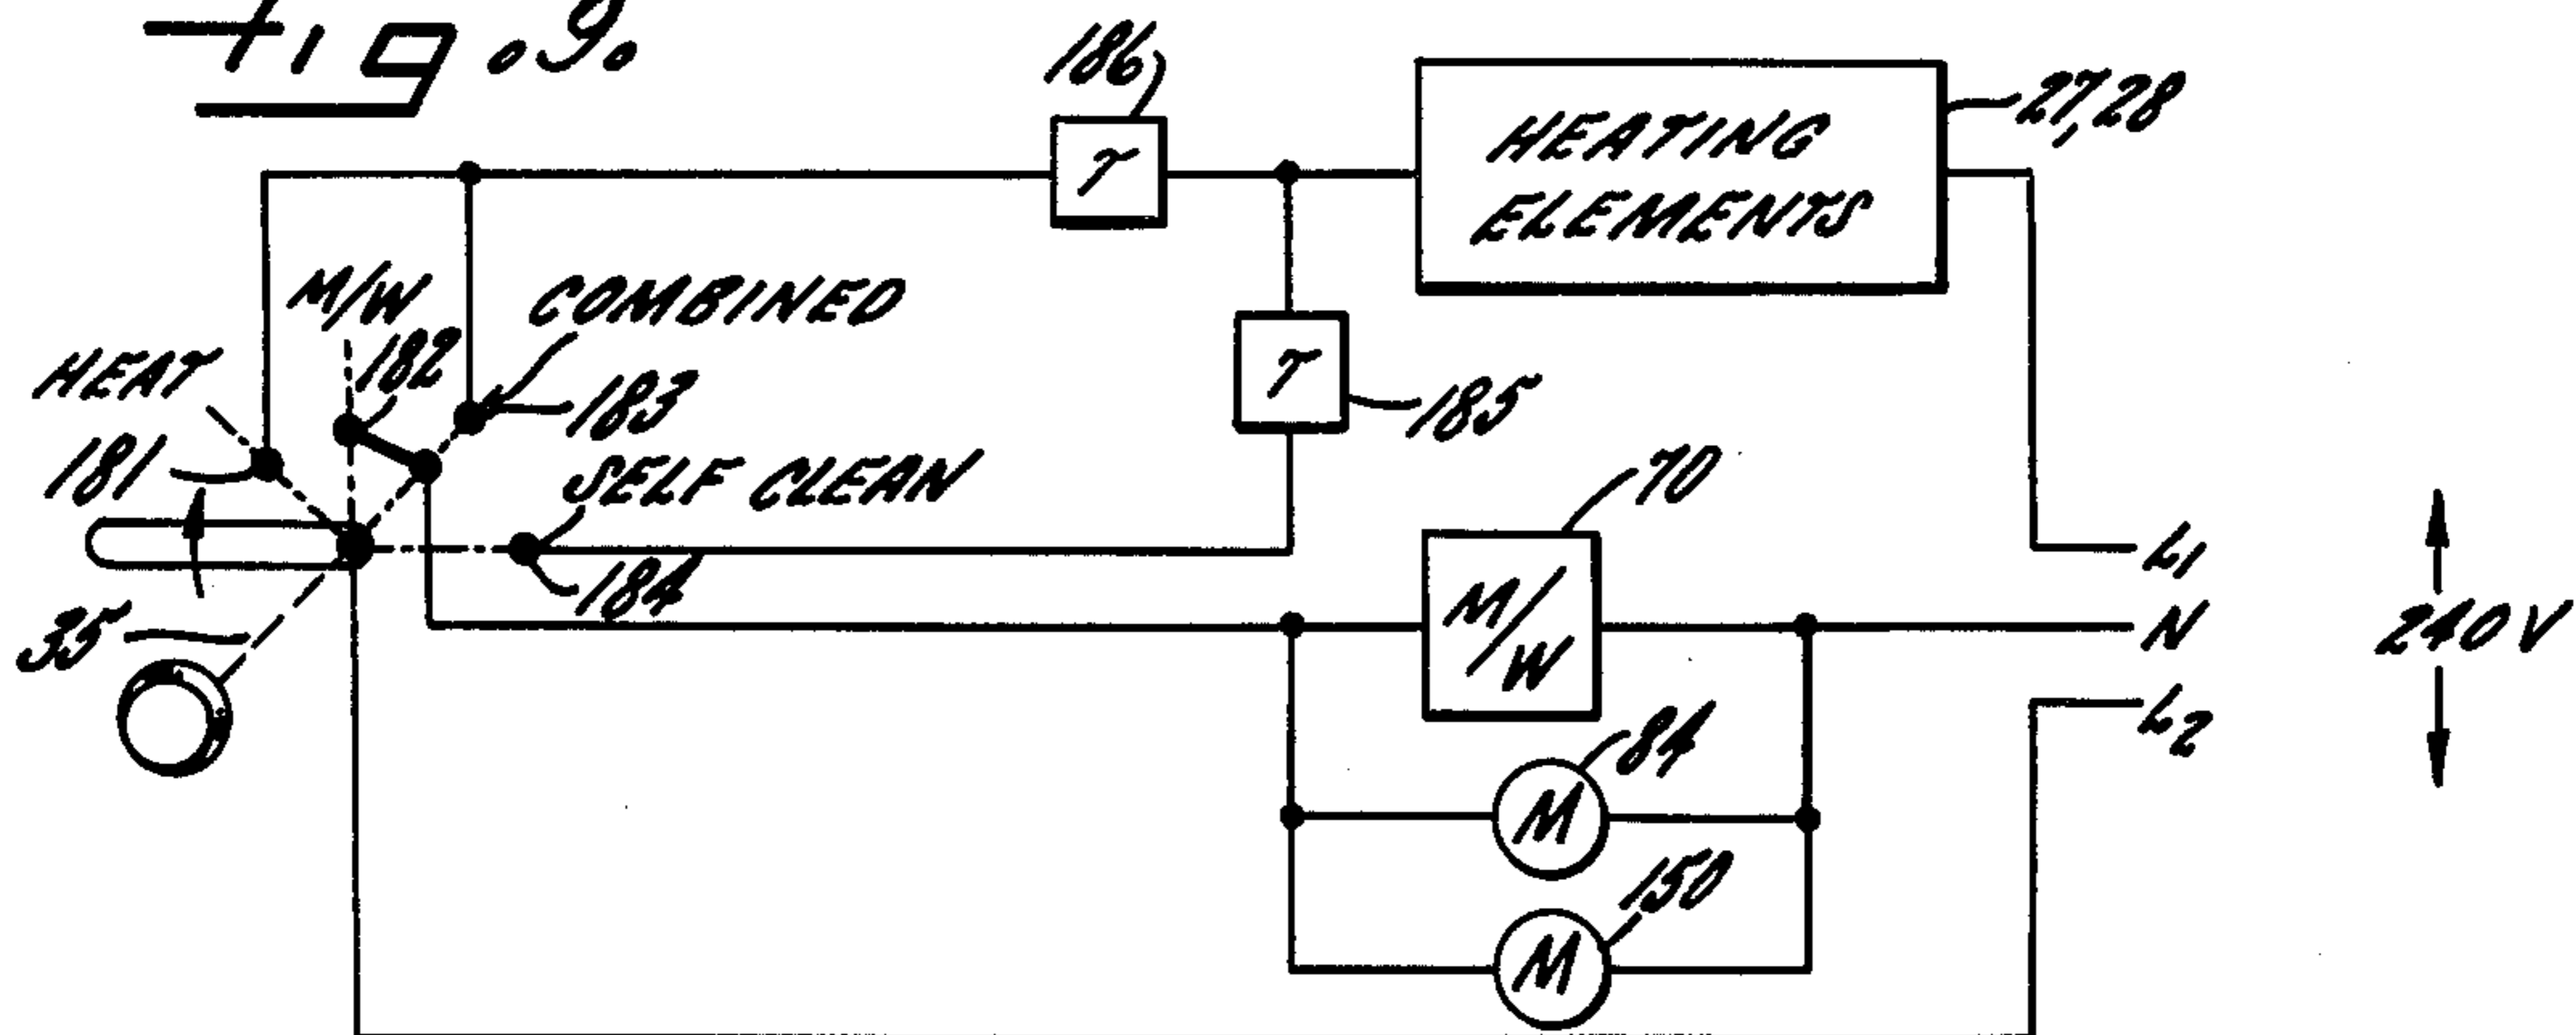 Fig. 9.
186
HEATING
ELEMENTS
27,28
T
M/W
COMBINED
182
HEAT
183
T
185
181
SELF CLEAN
70
184
M/W
L1
N
240V
L2
35
84
M
150
M